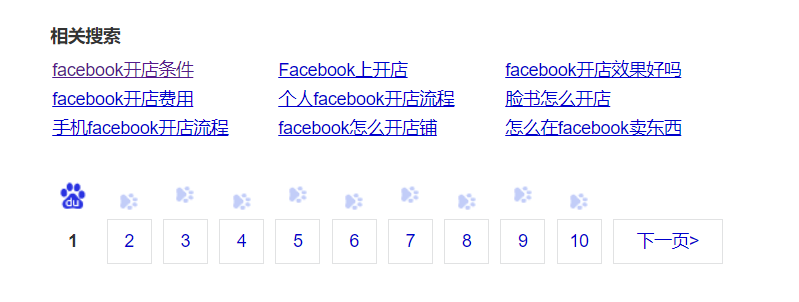 相关搜索
facebook开店条件 Facebook上开店 facebook开店效果好吗
facebook开店费用 个人facebook开店流程 脸书怎么开店
手机facebook开店流程 facebook怎么开店铺 怎么在facebook卖东西
du
1 2 3 4 5 6 7 8 9 10 下一页>